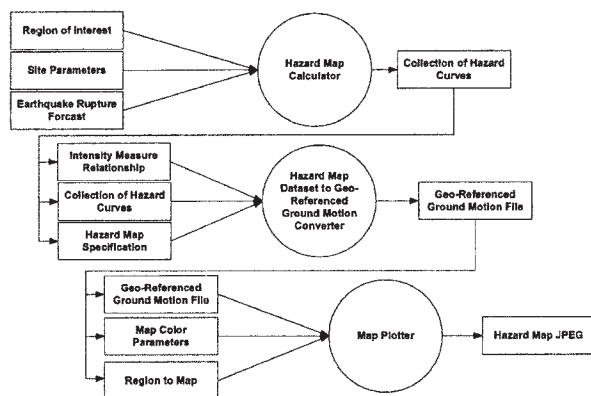 Region of Interest
Site Parameters
Earthquake Rupture
Forcast
Hazard Map
Calculator
Collection of Hazard
Curves
Intensity Measure
Relationship
Collection of Hazard
Curves
Hazard Map
Specification
Hazard Map
Dataset to Geo-
Referenced
Ground Motion
Converter
Geo-Referenced
Ground Motion File
Geo-Referenced
Ground Motion File
Map Color
Parameters
Region to Map
Map Plotter
Hazard Map JPEG